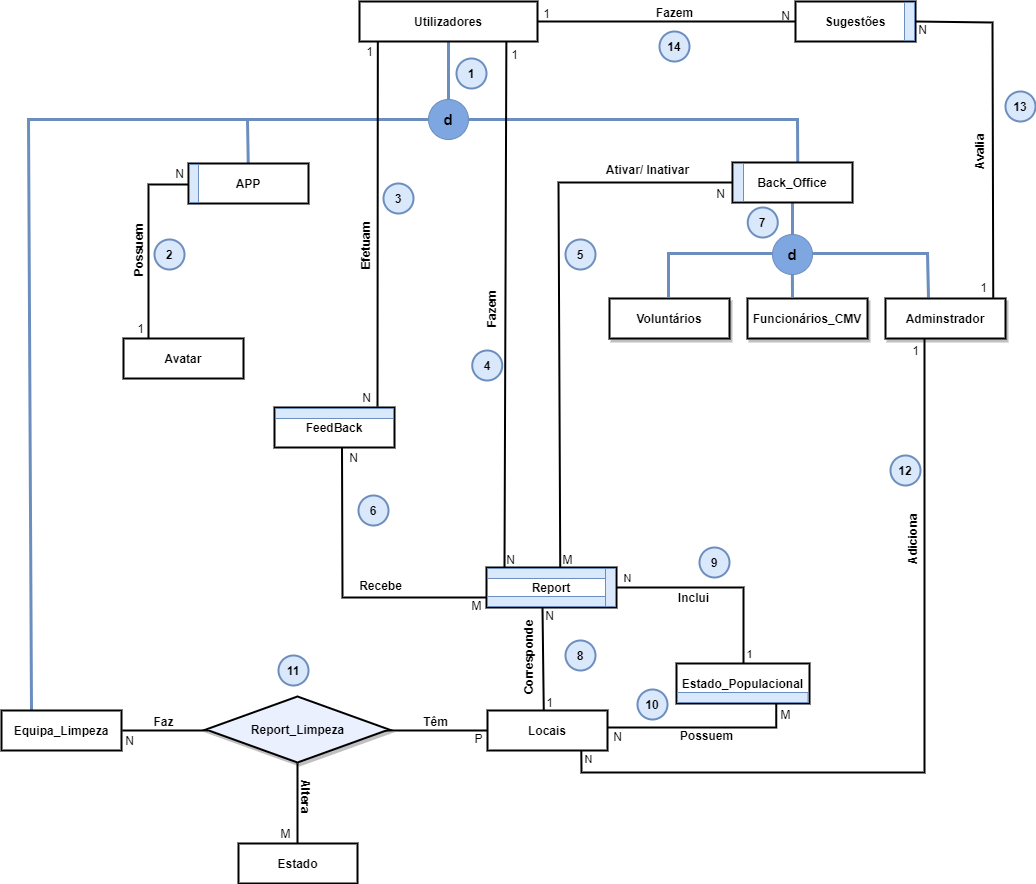 Utilizadores
1
Fazem
N
Sugestões
N
14
1
1
1
13
d
Avalia
N
APP
Ativar/ Inativar
N
Back_Office
3
7
Efetuam
Possuem
2
5
d
1
Fazem
1
Voluntários
Funcionários_CMV
Adminstrador
Avatar
4
1
N
FeedBack
N
12
6
Adiciona
N
M
9
Recebe
M
Report
N
Inclui
N
Corresponde
8
1
11
Estado_Populacional
10
1
M
Equipa_Limpeza
N
Faz
Report_Limpeza
Têm
P
Locais
N
Possuem
N
Altera
M
Estado